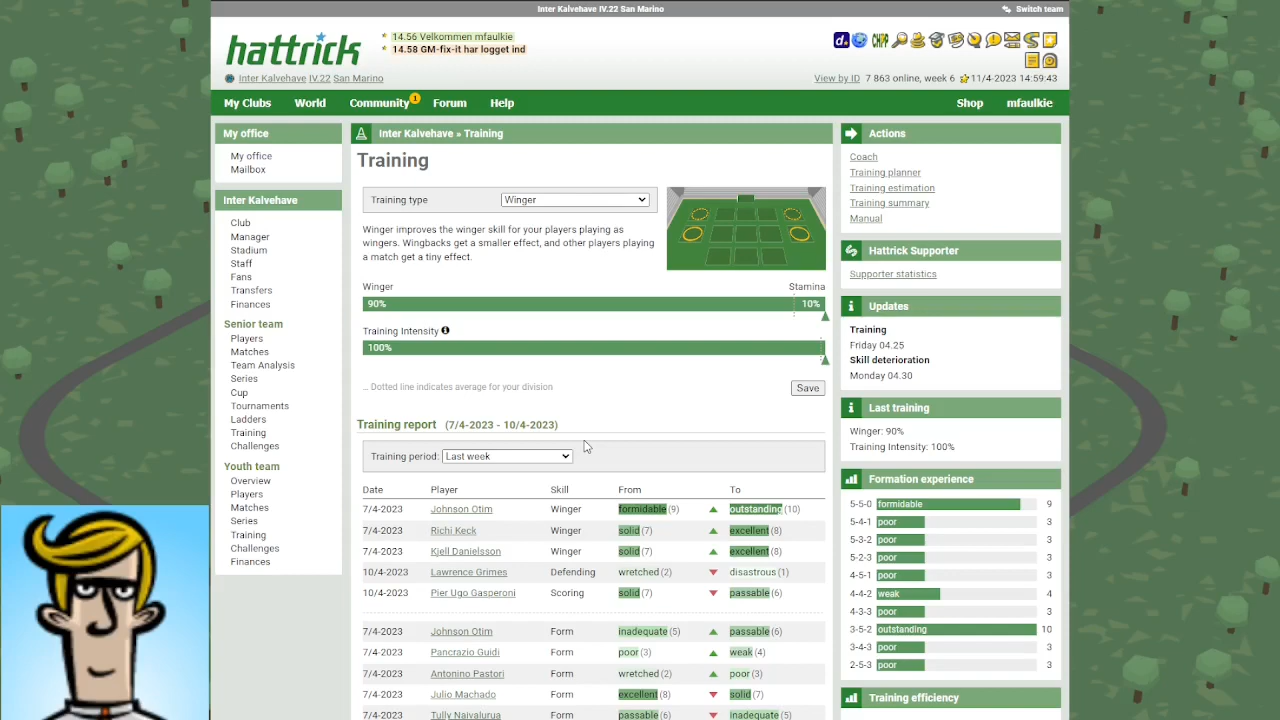 Inter Kalvehave IV.22 San Marino
Switch team
hattrick
14.56 Velkommen mfaulkie
14.58 GM-fix-it har logget ind
d
CHPP
Inter Kalvehave IV.22 San Marino
View by ID 7 863 online, week 6 11/4-2023 14:59:43
My Clubs World Community 1 Forum Help Shop mfaulkie
My office
My office
Mailbox
Inter Kalvehave
Club
Manager
Stadium
Staff
Fans
Transfers
Finances
Senior team
Players
Matches
Team Analysis
Series
Cup
Tournaments
Ladders
Training
Challenges
Youth team
Overview
Players
Matches
Series
Training
Challenges
Finances
Inter Kalvehave » Training
Training
Training type Winger
Winger improves the winger skill for your players playing as
wingers. Wingbacks get a smaller effect, and other players playing
a match get a tiny effect.
Winger Stamina
90% 10%
Training Intensity
100%
... Dotted line indicates average for your division
Save
Training report (7/4-2023 - 10/4-2023)
Training period: Last week
Date Player Skill From To
7/4-2023 Johnson Otim Winger formidable (9) outstanding (10)
7/4-2023 Richi Keck Winger solid (7) excellent (8)
7/4-2023 Kjell Danielsson Winger solid (7) excellent (8)
10/4-2023 Lawrence Grimes Defending wretched (2) disastrous (1)
10/4-2023 Pier Ugo Gasperoni Scoring solid (7) passable (6)
7/4-2023 Johnson Otim Form inadequate (5) passable (6)
7/4-2023 Pancrazio Guidi Form poor (3) weak (4)
7/4-2023 Antonino Pastori Form wretched (2) poor (3)
7/4-2023 Julio Machado Form excellent (8) solid (7)
7/4-2023 Tully Naivalurua Form passable (6) inadequate (5)
Actions
Coach
Training planner
Training estimation
Training summary
Manual
Hattrick Supporter
Supporter statistics
Updates
Training
Friday 04.25
Skill deterioration
Monday 04.30
Last training
Winger: 90%
Training Intensity: 100%
Formation experience
5-5-0 formidable 9
5-4-1 poor 3
5-3-2 poor 3
5-2-3 poor 3
4-5-1 poor 3
4-4-2 weak 4
4-3-3 poor 3
3-5-2 outstanding 10
3-4-3 poor 3
2-5-3 poor 3
Training efficiency